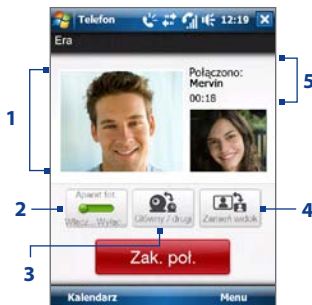 Telefon 12:19
Era
Połączono:
Mervin
00:18
1
5
Aparat fot.
Włącz... Wyłąc...
Główny / drugi
Zamień widok
2
4
3
Zak. poł.
Kalendarz Menu